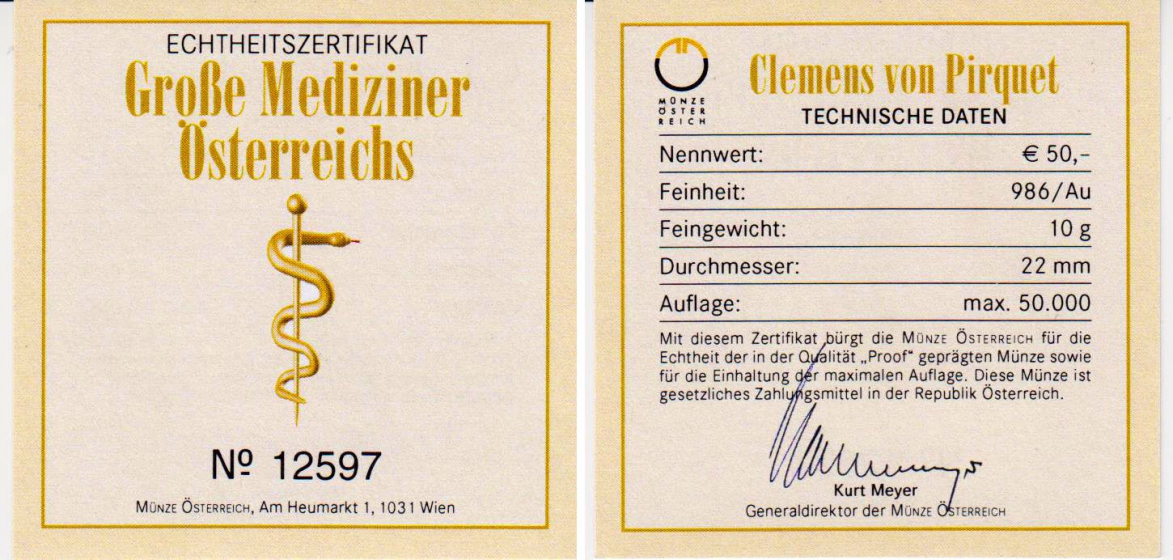 ECHTHEITSZERTIFIKAT
Große Mediziner
Österreichs
Nº 12597
MÜNZE ÖSTERREICH, Am Heumarkt 1, 1031 Wien
MÜNZE
ÖSTER
REICH
Clemens von Pirquet
TECHNISCHE DATEN
Nennwert: € 50,–
Feinheit: 986/Au
Feingewicht: 10 g
Durchmesser: 22 mm
Auflage: max. 50.000
Mit diesem Zertifikat bürgt die MÜNZE ÖSTERREICH für die
Echtheit der in der Qualität „Proof“ geprägten Münze sowie
für die Einhaltung der maximalen Auflage. Diese Münze ist
gesetzliches Zahlungsmittel in der Republik Österreich.
Kurt Meyer
Generaldirektor der MÜNZE ÖSTERREICH